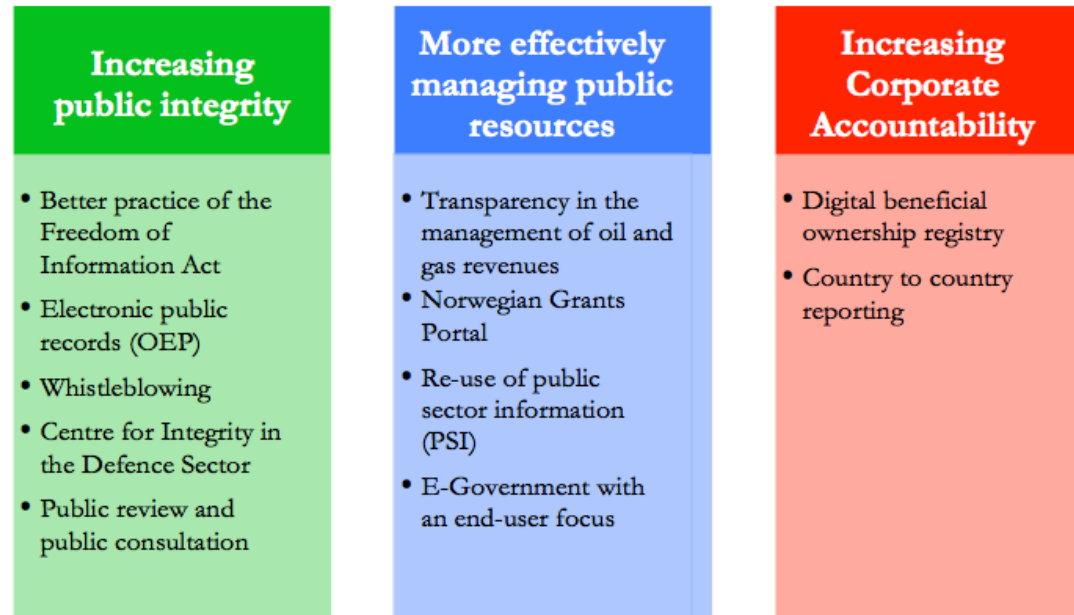 Increasing
public integrity
• Better practice of the
Freedom of
Information Act
• Electronic public
records (OEP)
• Whistleblowing
• Centre for Integrity in
the Defence Sector
• Public review and
public consultation
More effectively
managing public
resources
• Transparency in the
management of oil and
gas revenues
• Norwegian Grants
Portal
• Re-use of public
sector information
(PSI)
• E-Government with
an end-user focus
Increasing
Corporate
Accountability
• Digital beneficial
ownership registry
• Country to country
reporting